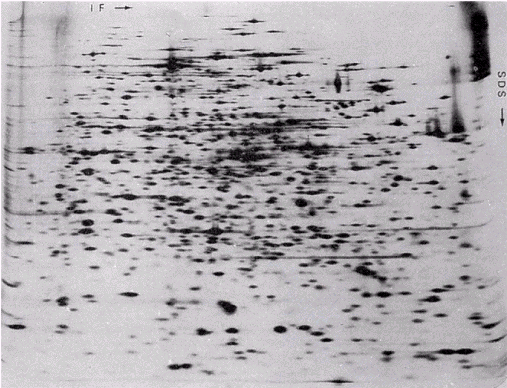 IF →
SDS →